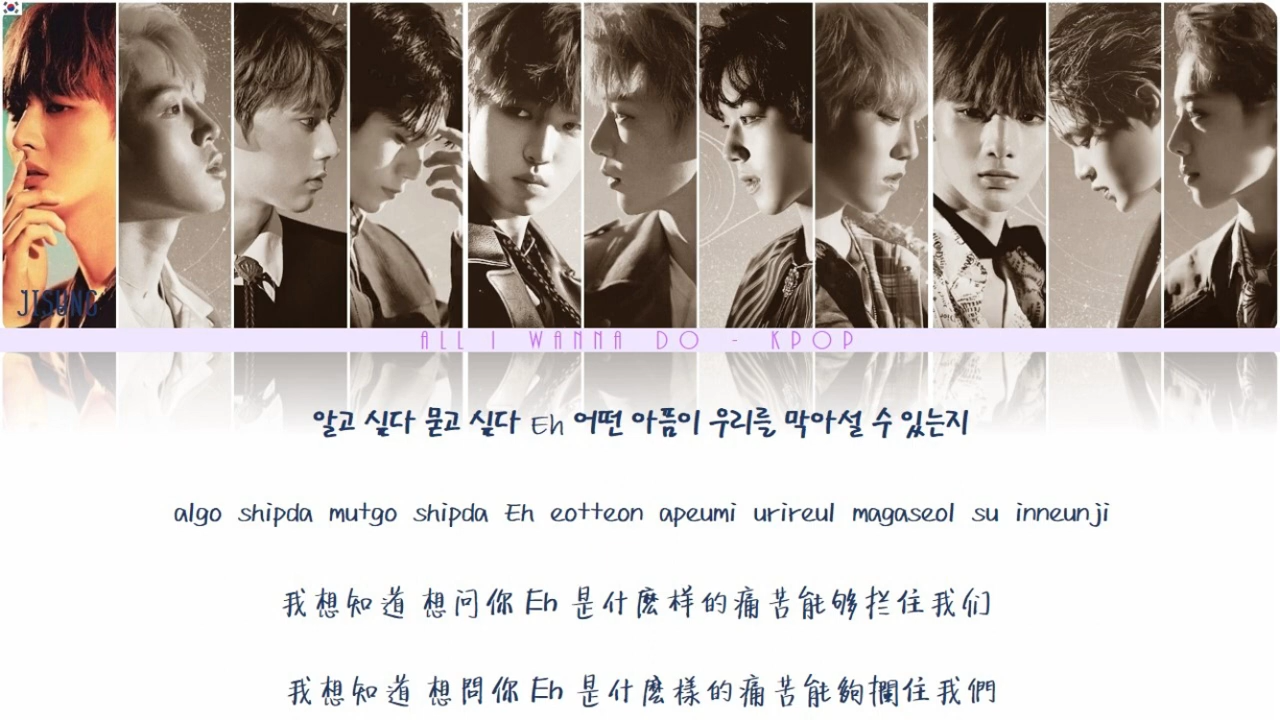 JISUNG
ALL I WANNA DO - KPOP
알고 싶다 묻고 싶다 Eh 어떤 아픔이 우리를 막아설 수 있는지
algo shipda mutgo shipda Eh eotteon apeumi urireul magaseol su inneunji
我想知道 想问你 Eh 是什麽样的痛苦能够拦住我们
我想知道 想問你 Eh 是什麽樣的痛苦能夠攔住我們